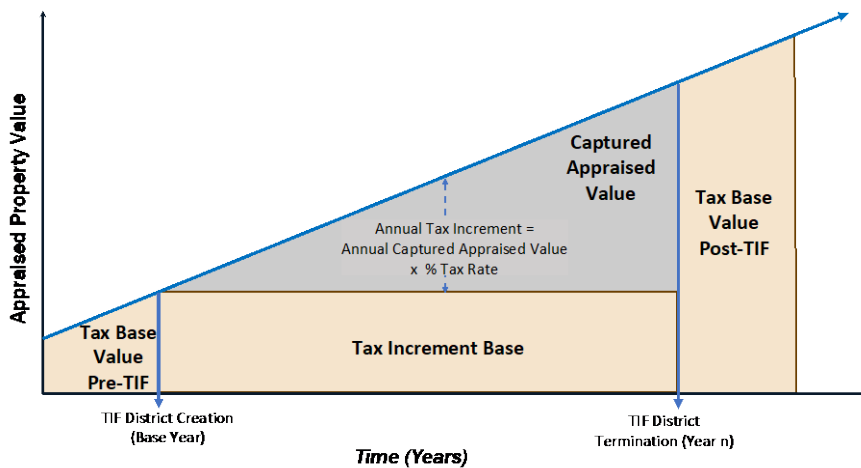 Appraised Property Value
Captured
Appraised
Value
Tax Base
Value
Post-TIF
Annual Tax Increment =
Annual Captured Appraised Value
x % Tax Rate
Tax Base
Value
Pre-TIF
Tax Increment Base
TIF District Creation
(Base Year)
TIF District
Termination (Year n)
Time (Years)